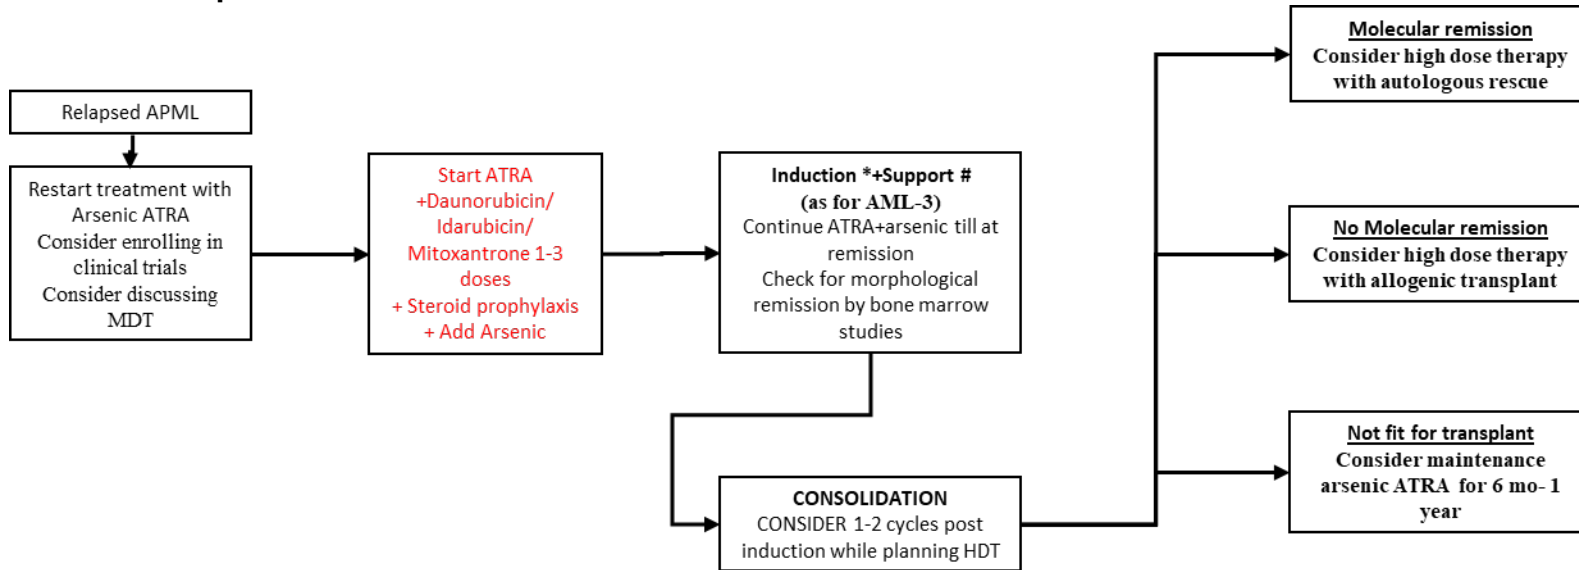 Relapsed APML
Restart treatment with
Arsenic ATRA
Consider enrolling in
clinical trials
Consider discussing
MDT
Start ATRA
+Daunorubicin/
Idarubicin/
Mitoxantrone 1-3
doses
+ Steroid prophylaxis
+ Add Arsenic
Induction *+Support #
(as for AML-3)
Continue ATRA+arsenic till at
remission
Check for morphological
remission by bone marrow
studies
CONSOLIDATION
CONSIDER 1-2 cycles post
induction while planning HDT
Molecular remission
Consider high dose therapy
with autologous rescue
No Molecular remission
Consider high dose therapy
with allogenic transplant
Not fit for transplant
Consider maintenance
arsenic ATRA for 6 mo- 1
year